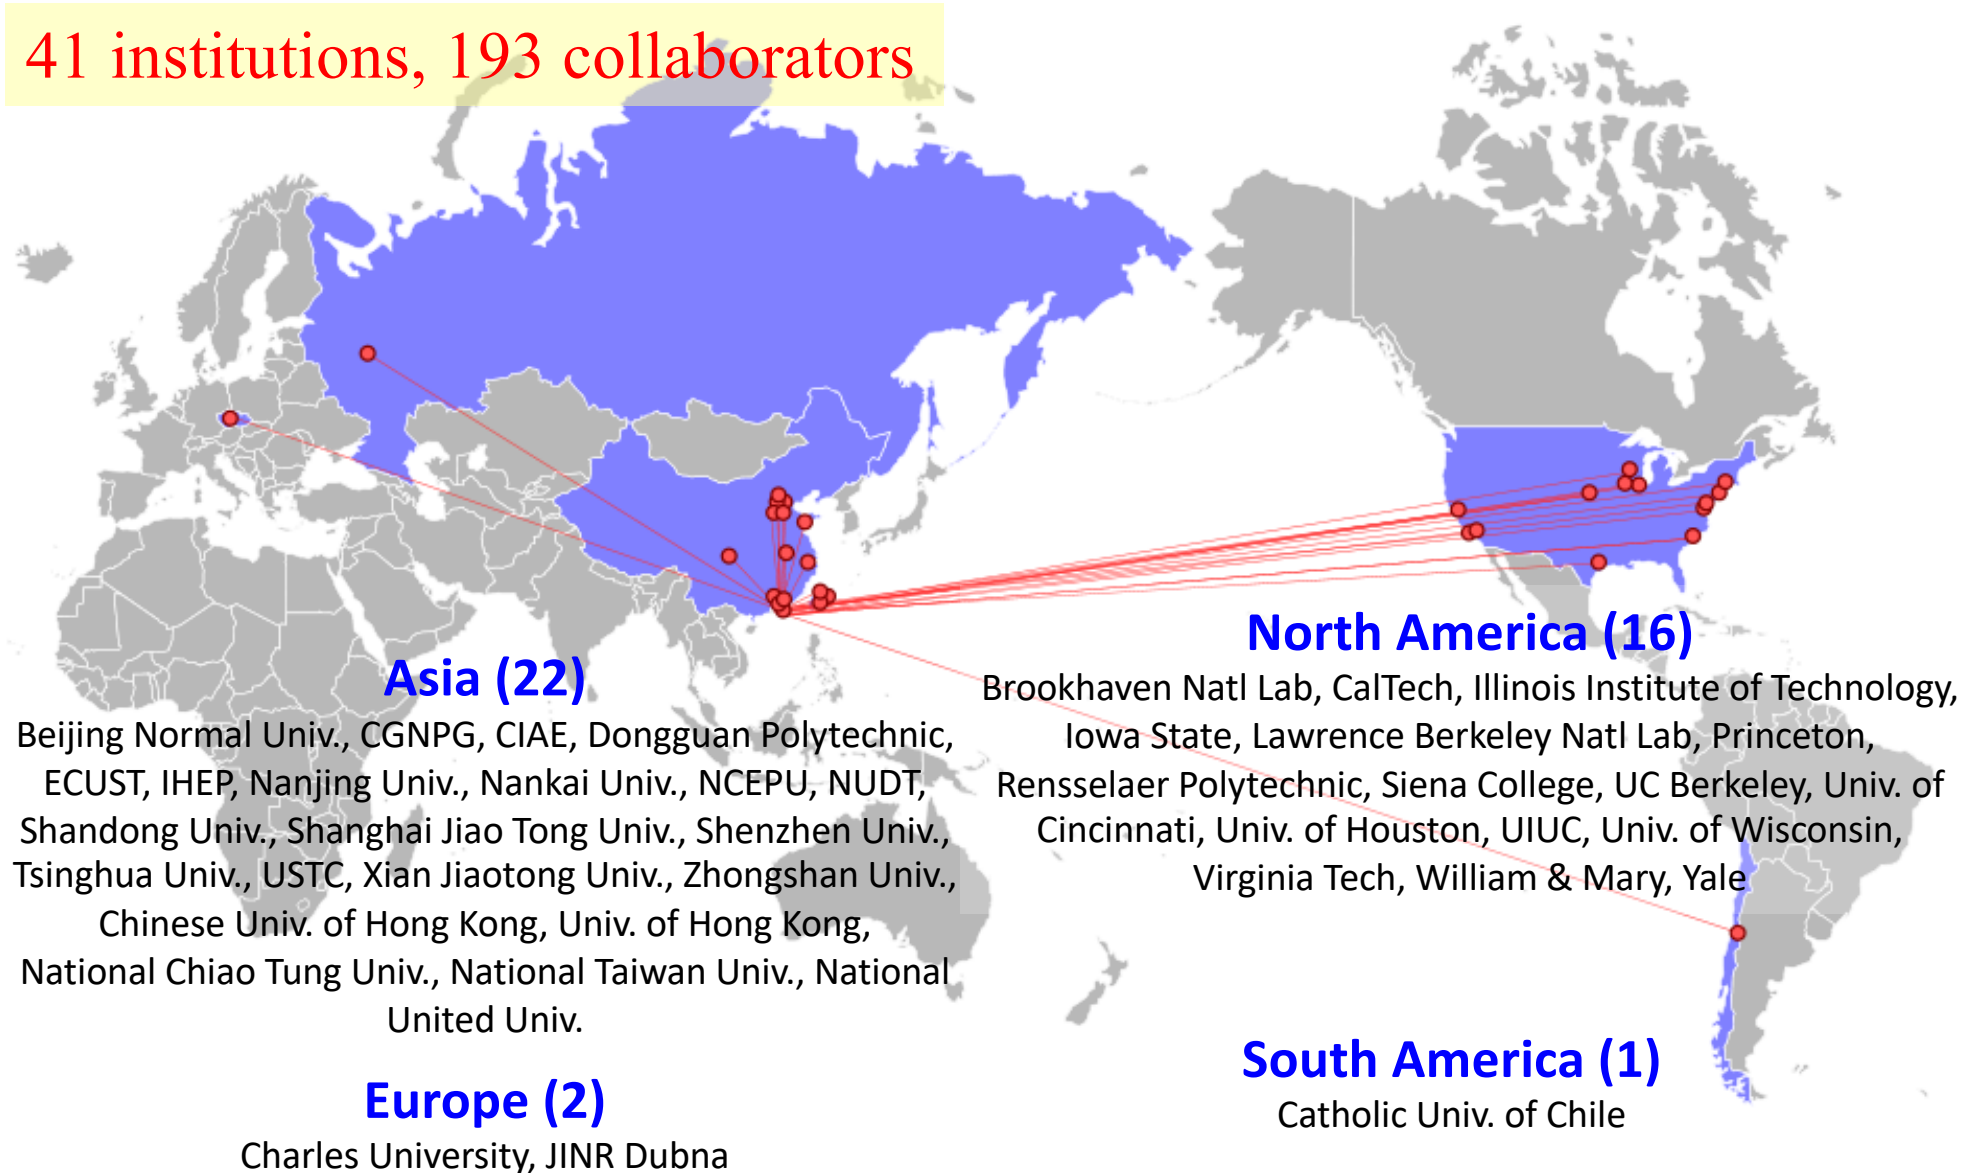 41 institutions, 193 collaborators
Asia (22)
Beijing Normal Univ., CGNPG, CIAE, Dongguan Polytechnic,
ECUST, IHEP, Nanjing Univ., Nankai Univ., NCEPU, NUDT,
Shandong Univ., Shanghai Jiao Tong Univ., Shenzhen Univ.,
Tsinghua Univ., USTC, Xian Jiaotong Univ., Zhongshan Univ.,
Chinese Univ. of Hong Kong, Univ. of Hong Kong,
National Chiao Tung Univ., National Taiwan Univ., National
United Univ.
Europe (2)
Charles University, JINR Dubna
North America (16)
Brookhaven Natl Lab, CalTech, Illinois Institute of Technology,
Iowa State, Lawrence Berkeley Natl Lab, Princeton,
Rensselaer Polytechnic, Siena College, UC Berkeley, Univ. of
Cincinnati, Univ. of Houston, UIUC, Univ. of Wisconsin,
Virginia Tech, William & Mary, Yale
South America (1)
Catholic Univ. of Chile